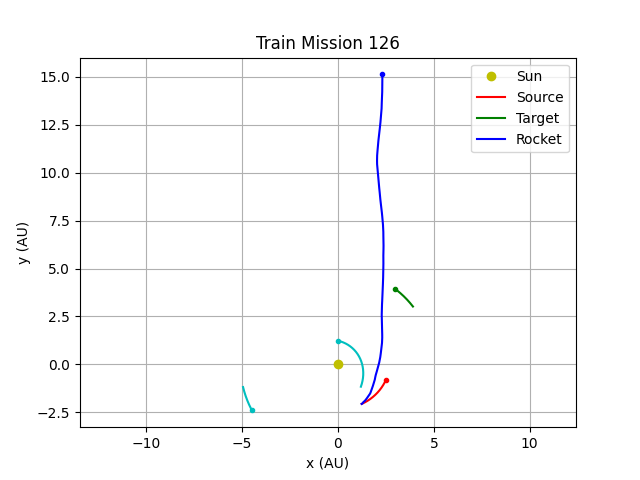 Train Mission 126
15.0
12.5
10.0
7.5
5.0
2.5
0.0
−2.5
y (AU)
−10
−5
0
5
10
x (AU)
Sun
Source
Target
Rocket